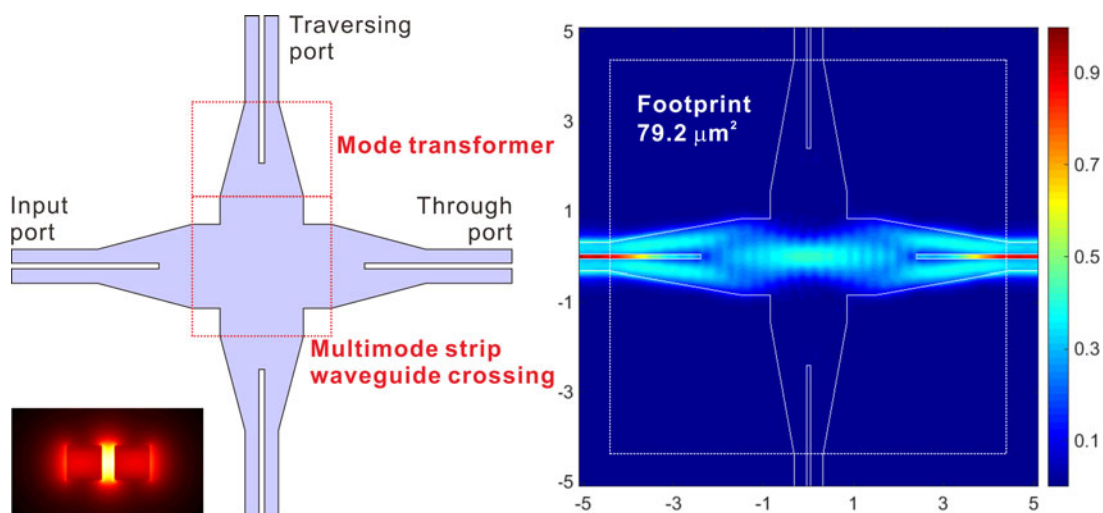 Traversing
port
Mode transformer
Input
port
Through
port
Multimode strip
waveguide crossing
Footprint
79.2 μm²
5
3
1
-1
-3
-5
-5
-3
-1
1
3
5
0.9
0.7
0.5
0.3
0.1